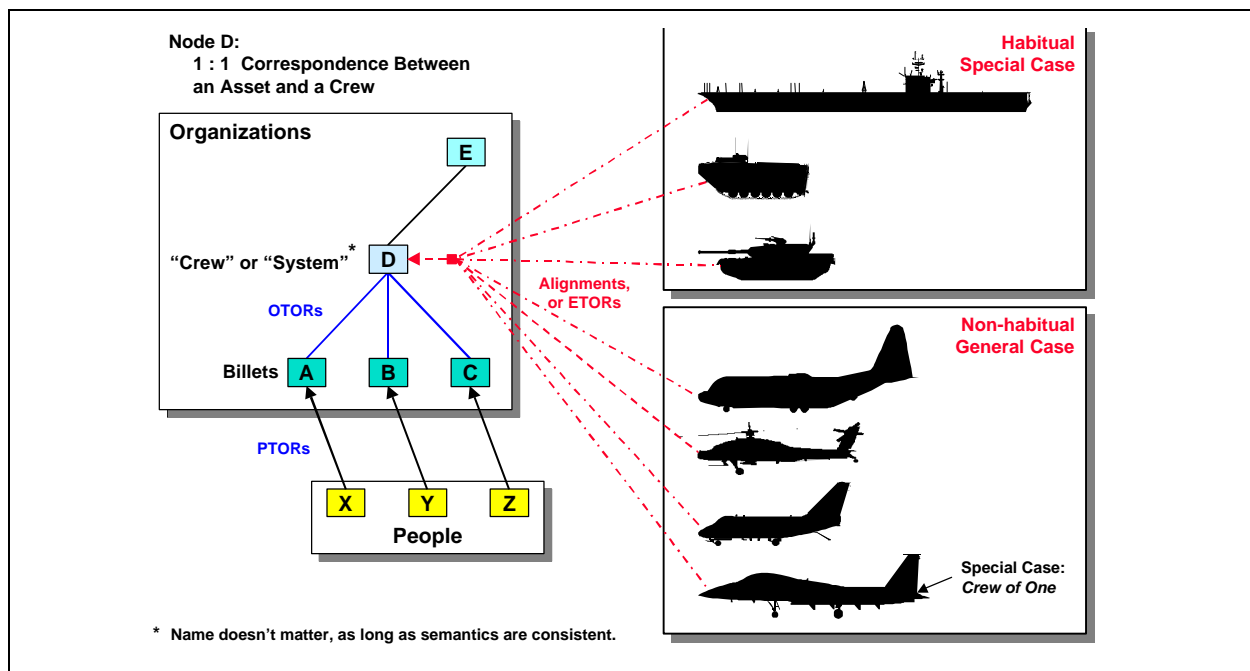 Node D:
1 : 1 Correspondence Between
an Asset and a Crew
Organizations
E
“Crew” or “System”*
D
OTORs
Billets
A
B
C
PTORs
X
Y
Z
People
Alignments,
or ETORs
Habitual
Special Case
Non-habitual
General Case
Special Case:
Crew of One
* Name doesn’t matter, as long as semantics are consistent.